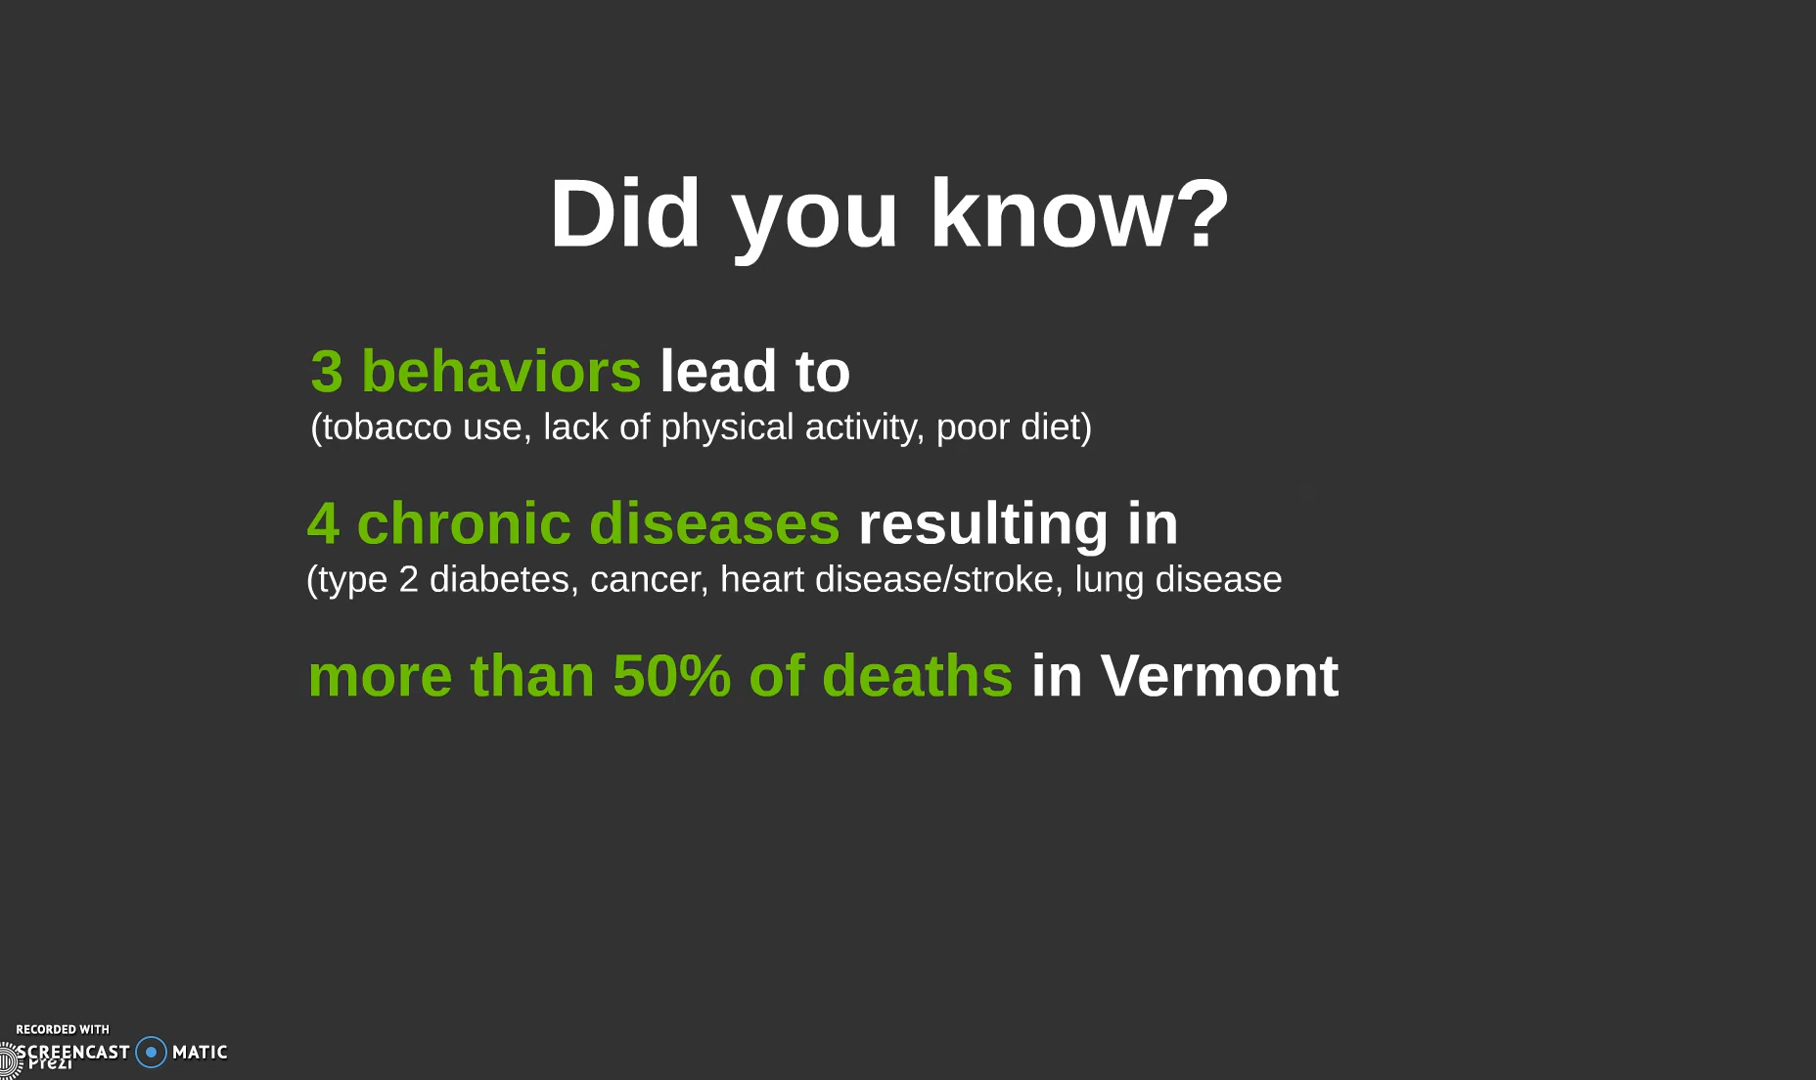 Did you know?
3 behaviors lead to
(tobacco use, lack of physical activity, poor diet)
4 chronic diseases resulting in
(type 2 diabetes, cancer, heart disease/stroke, lung disease
more than 50% of deaths in Vermont
RECORDED WITH
SCREENCAST MATIC
Prezi